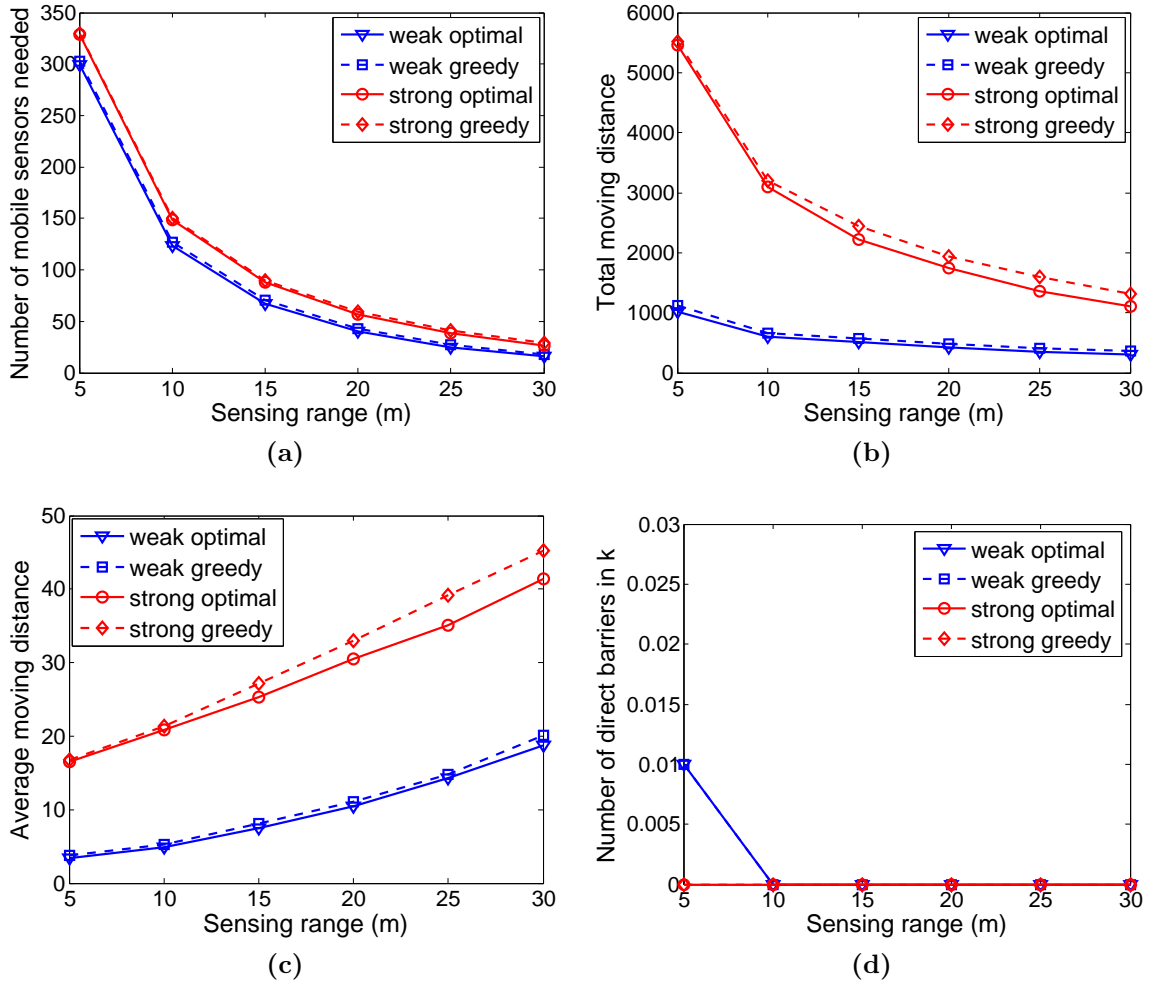 350
300
250
200
150
100
50
0
Number of mobile sensors needed
weak optimal
weak greedy
strong optimal
strong greedy
5 10 15 20 25 30
Sensing range (m)
(a)
6000
5000
4000
3000
2000
1000
0
Total moving distance
weak optimal
weak greedy
strong optimal
strong greedy
5 10 15 20 25 30
Sensing range (m)
(b)
50
40
30
20
10
0
Average moving distance
weak optimal
weak greedy
strong optimal
strong greedy
5 10 15 20 25 30
Sensing range (m)
(c)
0.03
0.025
0.02
0.015
0.01
0.005
0
Number of direct barriers in k
weak optimal
weak greedy
strong optimal
strong greedy
5 10 15 20 25 30
Sensing range (m)
(d)